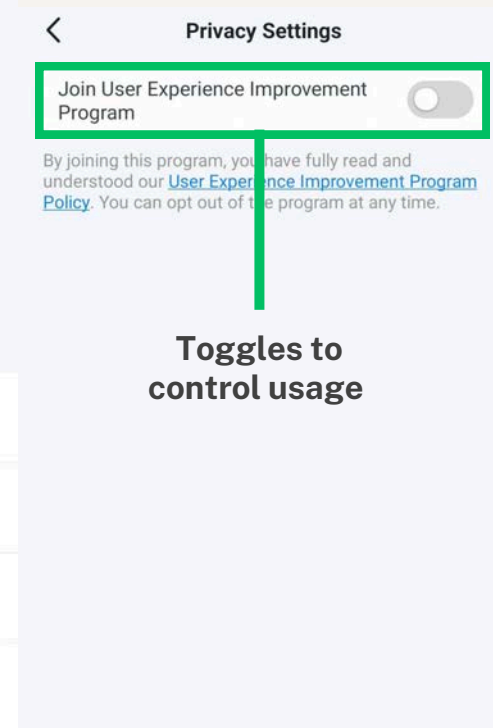 Privacy Settings
Join User Experience Improvement
Program
By joining this program, you have fully read and
understood our User Experience Improvement Program
Policy. You can opt out of the program at any time.
Toggles to
control usage